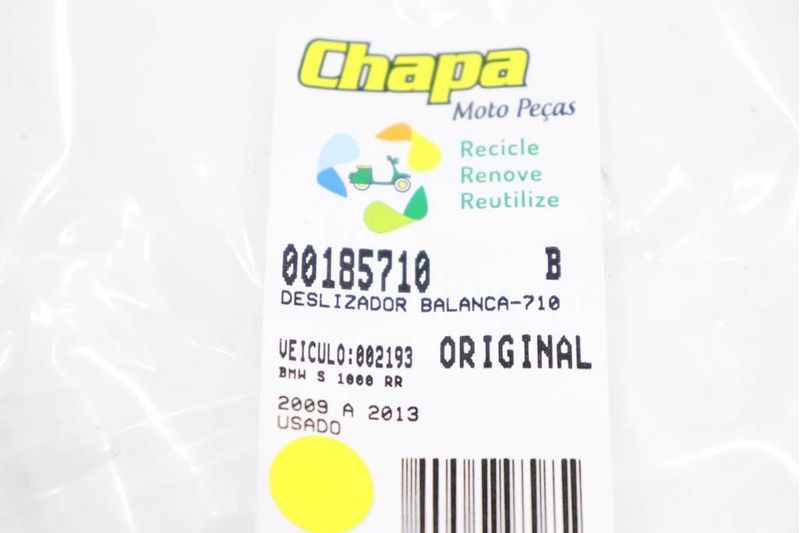 Chapa
Moto Peças
Recicle
Renove
Reutilize
00185710 B
DESLIZADOR BALANCA-710
VEICULO:002193 ORIGINAL
BMW S 1000 RR
2009 A 2013
USADO